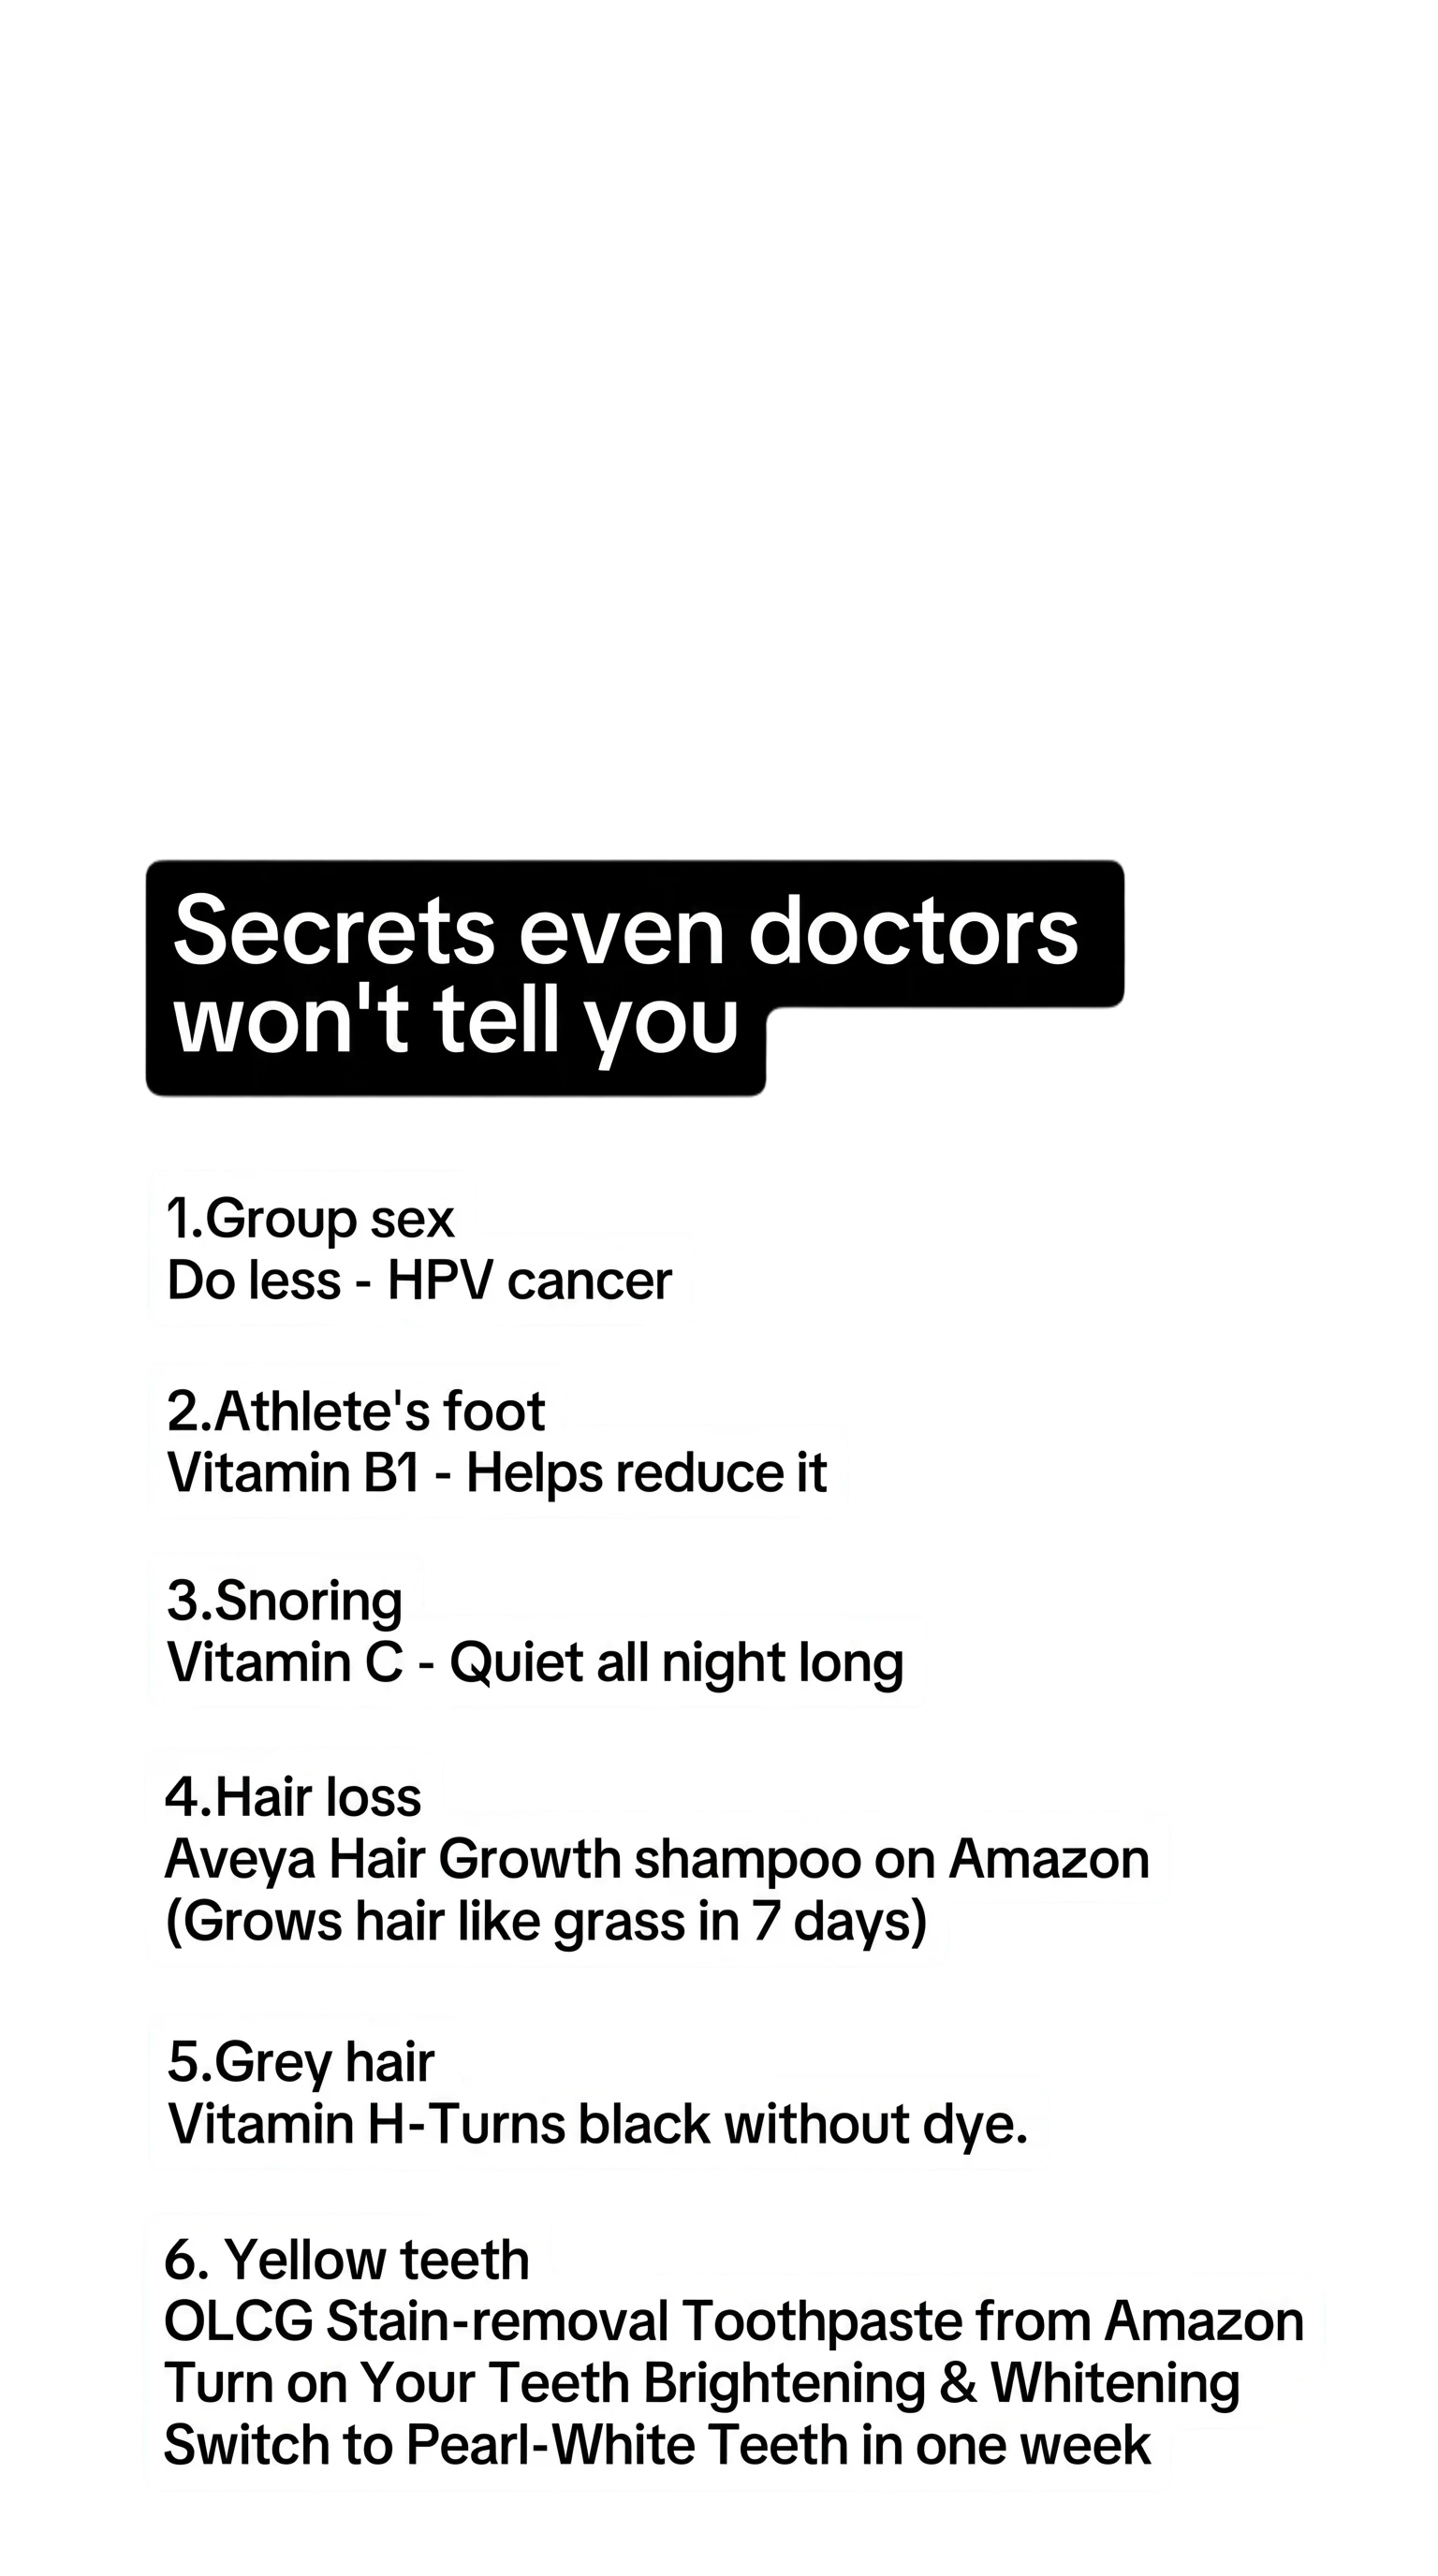 Secrets even doctors
won't tell you
1.Group sex
Do less - HPV cancer
2.Athlete's foot
Vitamin B1 - Helps reduce it
3.Snoring
Vitamin C - Quiet all night long
4.Hair loss
Aveya Hair Growth shampoo on Amazon
(Grows hair like grass in 7 days)
5.Grey hair
Vitamin H-Turns black without dye.
6. Yellow teeth
OLCG Stain-removal Toothpaste from Amazon
Turn on Your Teeth Brightening & Whitening
Switch to Pearl-White Teeth in one week